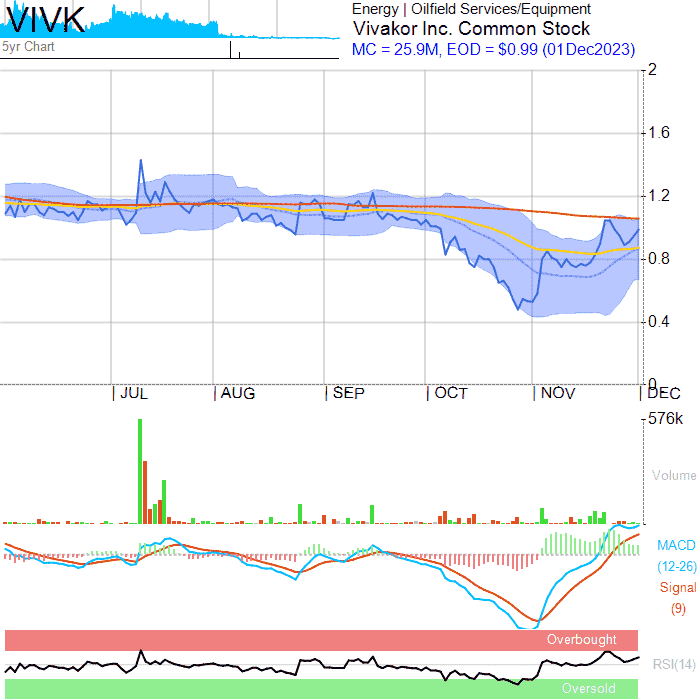 VIVK
5yr Chart
Energy | Oilfield Services/Equipment
Vivakor Inc. Common Stock
MC = 25.9M, EOD = $0.99 (01Dec2023)
2
1.6
1.2
0.8
0.4
0
JUL AUG SEP OCT NOV DEC
576k
Volume
MACD
(12-26)
Signal
(9)
Overbought
RSI(14)
Oversold